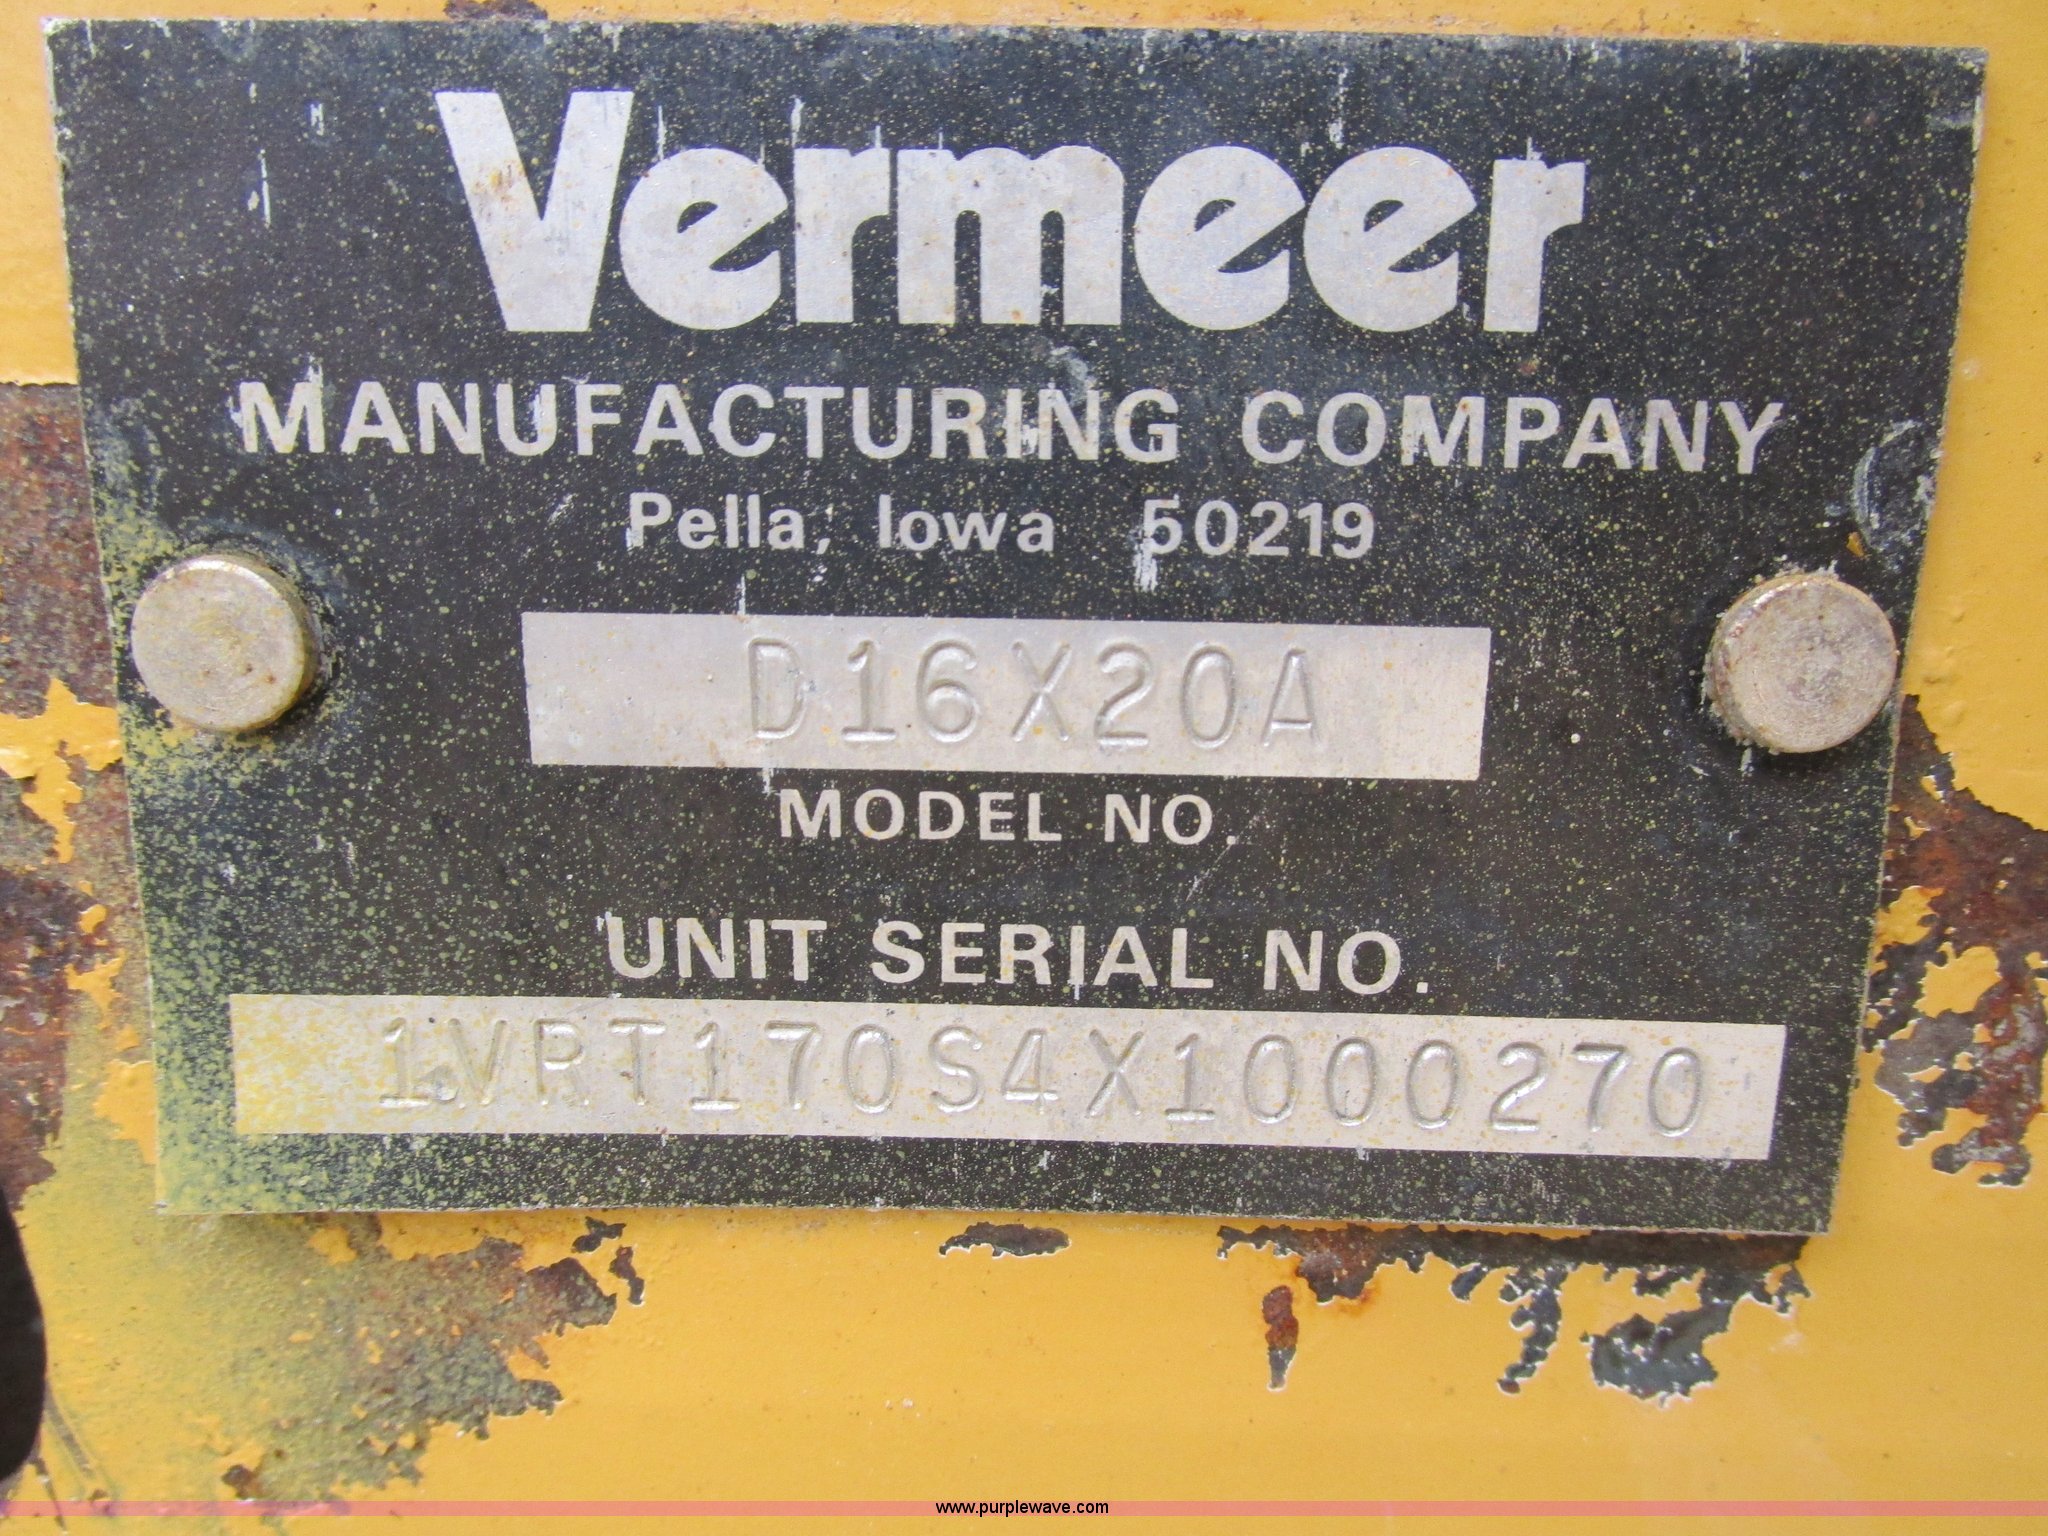 Vermeer
MANUFACTURING COMPANY
Pella, Iowa 50219
D16X20A
MODEL NO.
UNIT SERIAL NO.
1VRT170S4X1000270
www.purplewave.com